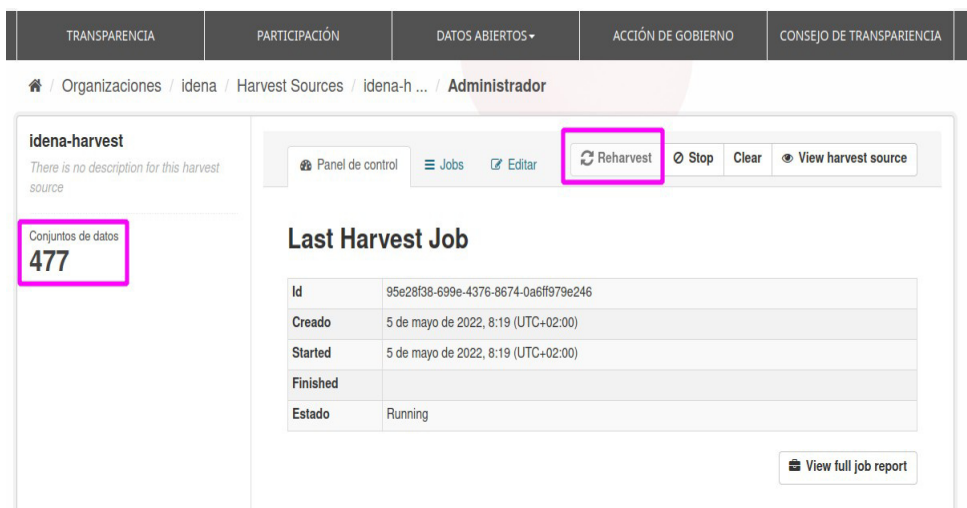 TRANSPARENCIA PARTICIPACIÓN DATOS ABIERTOS ACCIÓN DE GOBIERNO CONSEJO DE TRANSPARIENCIA
/ Organizaciones / idena / Harvest Sources / idena-h ... / Administrador
idena-harvest
There is no description for this harvest
source
Conjuntos de datos
477
Panel de control Jobs Editar Reharvest Stop Clear View harvest source
Last Harvest Job
Id 95e28f38-699e-4376-8674-0a6ff979e246
Creado 5 de mayo de 2022, 8:19 (UTC+02:00)
Started 5 de mayo de 2022, 8:19 (UTC+02:00)
Finished
Estado Running
View full job report